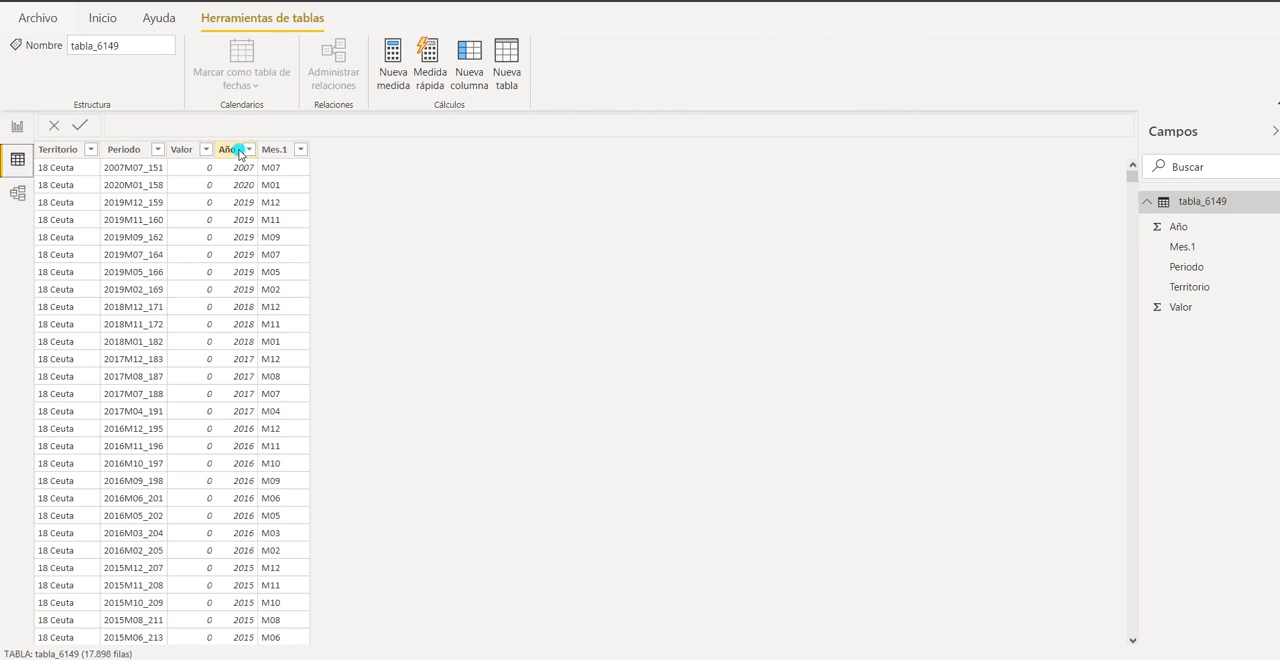 Archivo Inicio Ayuda Herramientas de tablas
Nombre tabla_6149
Marcar como tabla de fechas
Administrar relaciones
Nueva medida
Medida rápida
Nueva columna
Nueva tabla
Estructura Calendarios Relaciones Cálculos
Territorio Periodo Valor Año Mes.1
18 Ceuta 2007M07_151 0 2007 M07
18 Ceuta 2020M01_158 0 2020 M01
18 Ceuta 2019M12_159 0 2019 M12
18 Ceuta 2019M11_160 0 2019 M11
18 Ceuta 2019M09_162 0 2019 M09
18 Ceuta 2019M07_164 0 2019 M07
18 Ceuta 2019M05_166 0 2019 M05
18 Ceuta 2019M02_169 0 2019 M02
18 Ceuta 2018M12_171 0 2018 M12
18 Ceuta 2018M11_172 0 2018 M11
18 Ceuta 2018M01_182 0 2018 M01
18 Ceuta 2017M12_183 0 2017 M12
18 Ceuta 2017M08_187 0 2017 M08
18 Ceuta 2017M07_188 0 2017 M07
18 Ceuta 2017M04_191 0 2017 M04
18 Ceuta 2016M12_195 0 2016 M12
18 Ceuta 2016M11_196 0 2016 M11
18 Ceuta 2016M10_197 0 2016 M10
18 Ceuta 2016M09_198 0 2016 M09
18 Ceuta 2016M06_201 0 2016 M06
18 Ceuta 2016M05_202 0 2016 M05
18 Ceuta 2016M03_204 0 2016 M03
18 Ceuta 2016M02_205 0 2016 M02
18 Ceuta 2015M12_207 0 2015 M12
18 Ceuta 2015M11_208 0 2015 M11
18 Ceuta 2015M10_209 0 2015 M10
18 Ceuta 2015M08_211 0 2015 M08
18 Ceuta 2015M06_213 0 2015 M06
Campos
Buscar
tabla_6149
Σ Año
Mes.1
Periodo
Territorio
Σ Valor
TABLA: tabla_6149 (17.898 filas)